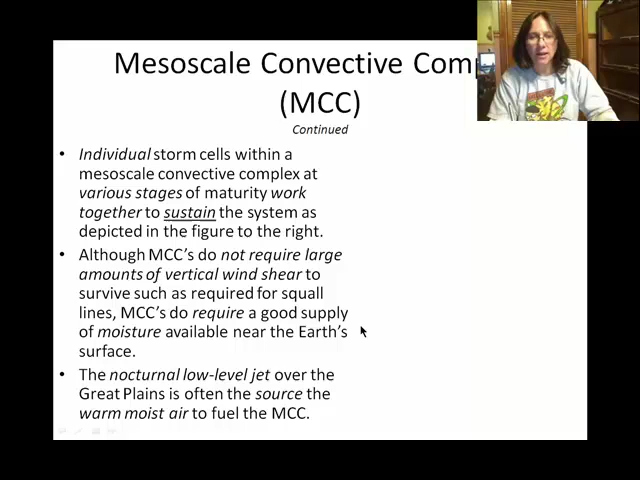 Mesoscale Convective Com
(MCC)
Continued
• Individual storm cells within a
mesoscale convective complex at
various stages of maturity work
together to sustain the system as
depicted in the figure to the right.
• Although MCC's do not require large
amounts of vertical wind shear to
survive such as required for squall
lines, MCC's do require a good supply
of moisture available near the Earth's
surface.
• The nocturnal low-level jet over the
Great Plains is often the source the
warm moist air to fuel the MCC.